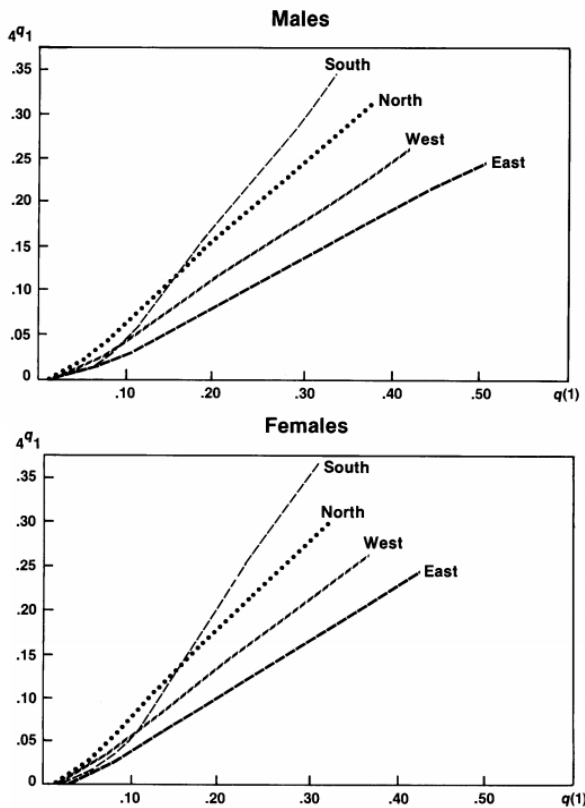 Males
4q1
.35
South
.30
North
.25
West
East
.20
.15
.10
.05
0
.10 .20 .30 .40 .50 q(1)
Females
4q1
.35
South
.30
North
.25
West
East
.20
.15
.10
.05
0
.10 .20 .30 .40 .50 q(1)